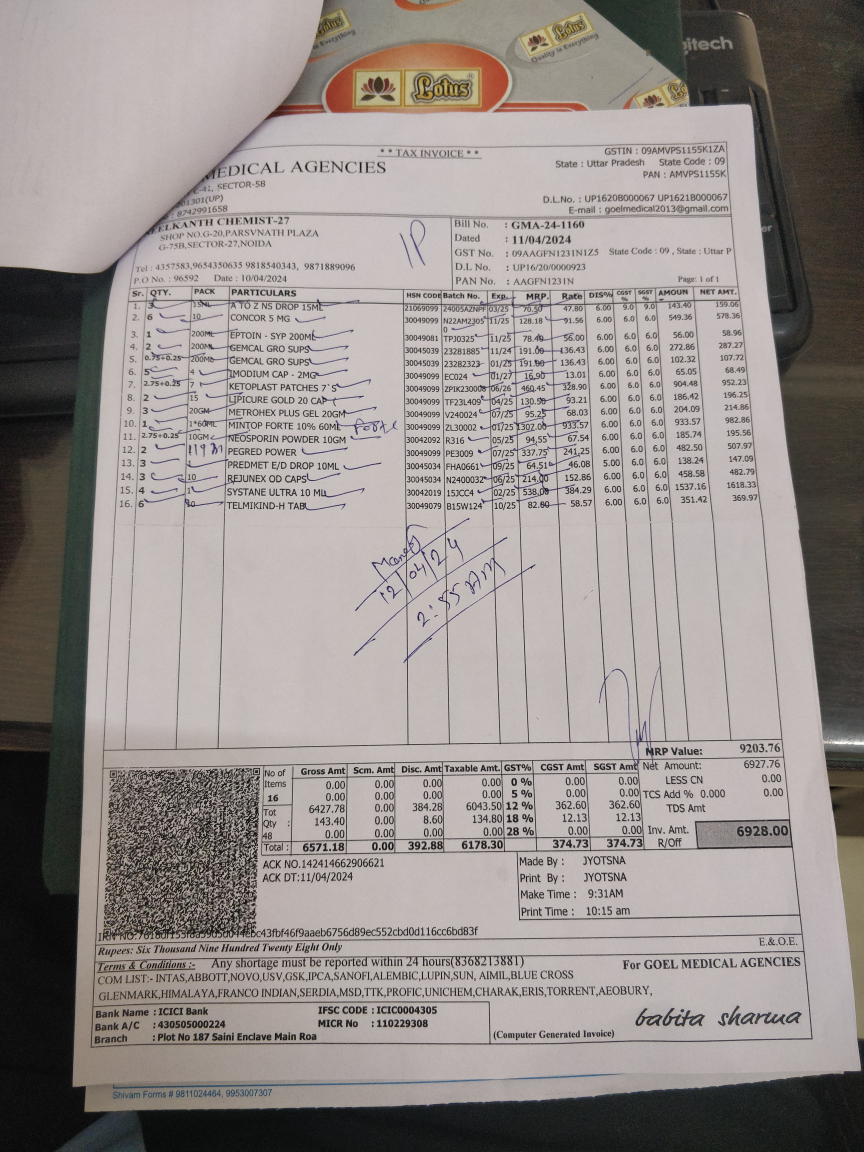 Lotus
Quality is Everything
Lotus
Quality is Everything
Lotus
gitech
* * TAX INVOICE * *
GSTIN : 09AMVPS1155K1ZA
State : Uttar Pradesh State Code : 09
PAN : AMVPS1155K
MEDICAL AGENCIES
C-41, SECTOR-58
01301(UP)
: 8742991658
D.L.No. : UP1620B000067 UP1621B000067
E-mail : goelmedical2013@gmail.com
EELKANTH CHEMIST-27
SHOP NO.G-20,PARSVNATH PLAZA
G-75B,SECTOR-27,NOIDA
Tel : 4357583,9654350635 9818540343, 9871889096
P.O No. : 96592 Date : 10/04/2024
IP
Bill No. : GMA-24-1160
Dated : 11/04/2024
GST No. : 09AAGFN1231N1Z5 State Code : 09 , State : Uttar P
D.L No. : UP16/20/0000923
PAN No. : AAGFN1231N Page: 1 of 1
Sr. QTY. PACK PARTICULARS HSN CODE Batch No. Exp. MRP. Rate DIS% CGST % SGST % AMOUN NET AMT.
1. 3 15ML A TO Z NS DROP 15ML 21069099 24005AZNPF 03/25 70.50 47.80 6.00 9.0 9.0 143.40 159.06
2. 6 10 CONCOR 5 MG 30049099 N22AM2305 11/25 128.18 91.56 6.00 6.0 6.0 549.36 578.36
0
3. 1 200ML EPTOIN - SYP 200ML 30049081 TPJ0325 11/25 78.40 56.00 6.00 6.0 6.0 56.00 58.96
4. 2 200ML GEMCAL GRO SUPS 30045039 23281885 11/24 191.00 136.43 6.00 6.0 6.0 272.86 287.27
5. 0.75+0.25 200MG GEMCAL GRO SUPS 30045039 23282323 01/25 191.00 136.43 6.00 6.0 6.0 102.32 107.72
6. 5 4 IMODIUM CAP - 2MG 30049099 EC024 01/27 16.90 13.01 6.00 6.0 6.0 65.05 68.49
7. 2.75+0.25 7 KETOPLAST PATCHES 7`S 30049099 ZPIK230008 06/26 460.45 328.90 6.00 6.0 6.0 904.48 952.23
8. 2 15 LIPICURE GOLD 20 CAP 30049099 TF23L409 04/25 130.50 93.21 6.00 6.0 6.0 186.42 196.25
9. 3 20GM METROHEX PLUS GEL 20GM 30049099 V240024 07/25 95.25 68.03 6.00 6.0 6.0 204.09 214.86
10. 1 1*60ML MINTOP FORTE 10% 60ML Forte 30049099 ZL30002 01/25 1307.00 933.57 6.00 6.0 6.0 933.57 982.86
11. 2.75+0.25 10GM NEOSPORIN POWDER 10GM 30042092 R316 05/25 94.55 67.54 6.00 6.0 6.0 185.74 195.56
12. 2 PEGRED POWER 30049099 PE3009 07/25 337.75 241.25 6.00 6.0 6.0 482.50 507.97
13. 3 1 PREDMET E/D DROP 10ML 30045034 FHA0661 09/25 64.51 46.08 5.00 6.0 6.0 138.24 147.09
14. 3 10 REJUNEX OD CAPS 30045034 N2400032 06/25 214.00 152.86 6.00 6.0 6.0 458.58 482.79
15. 4 1 SYSTANE ULTRA 10 ML 30042019 15JCC4 02/25 538.00 384.29 6.00 6.0 6.0 1537.16 1618.33
16. 6 10 TELMIKIND-H TAB 30049079 B15W124 10/25 82.00 58.57 6.00 6.0 6.0 351.42 369.97
12/04/24
2:55 AM
MRP Value: 9203.76
Net Amount: 6927.76
LESS CN 0.00
TCS Add % 0.000 0.00
TDS Amt
Inv. Amt. 6928.00
R/Off
No of Items 16
Tot Qty : 48
Gross Amt Scm. Amt Disc. Amt Taxable Amt. GST% CGST Amt SGST Amt
0.00 0.00 0.00 0.00 0 % 0.00 0.00
0.00 0.00 0.00 0.00 5 % 0.00 0.00
6427.78 0.00 384.28 6043.50 12 % 362.60 362.60
143.40 0.00 8.60 134.80 18 % 12.13 12.13
0.00 0.00 0.00 0.00 28 % 0.00 0.00
Total : 6571.18 0.00 392.88 6178.30 374.73 374.73
ACK NO.142414662906621
ACK DT:11/04/2024
Made By : JYOTSNA
Print By : JYOTSNA
Make Time : 9:31AM
Print Time : 10:15 am
Rupees: Six Thousand Nine Hundred Twenty Eight Only
E.&.O.E.
Terms & Conditions :- Any shortage must be reported within 24 hours(8368213881)
COM LIST:- INTAS,ABBOTT,NOVO,USV,GSK,IPCA,SANOFI,ALEMBIC,LUPIN,SUN, AIMIL,BLUE CROSS
GLENMARK,HIMALAYA,FRANCO INDIAN,SERDIA,MSD,TTK,PROFIC,UNICHEM,CHARAK,ERIS,TORRENT,AEOBURY,
For GOEL MEDICAL AGENCIES
Bank Name : ICICI Bank IFSC CODE : ICIC0004305
Bank A/C : 430505000224 MICR No : 110229308
Branch : Plot No 187 Saini Enclave Main Roa
(Computer Generated Invoice)
babita sharma
Shivam Forms # 9811024464, 9953007307